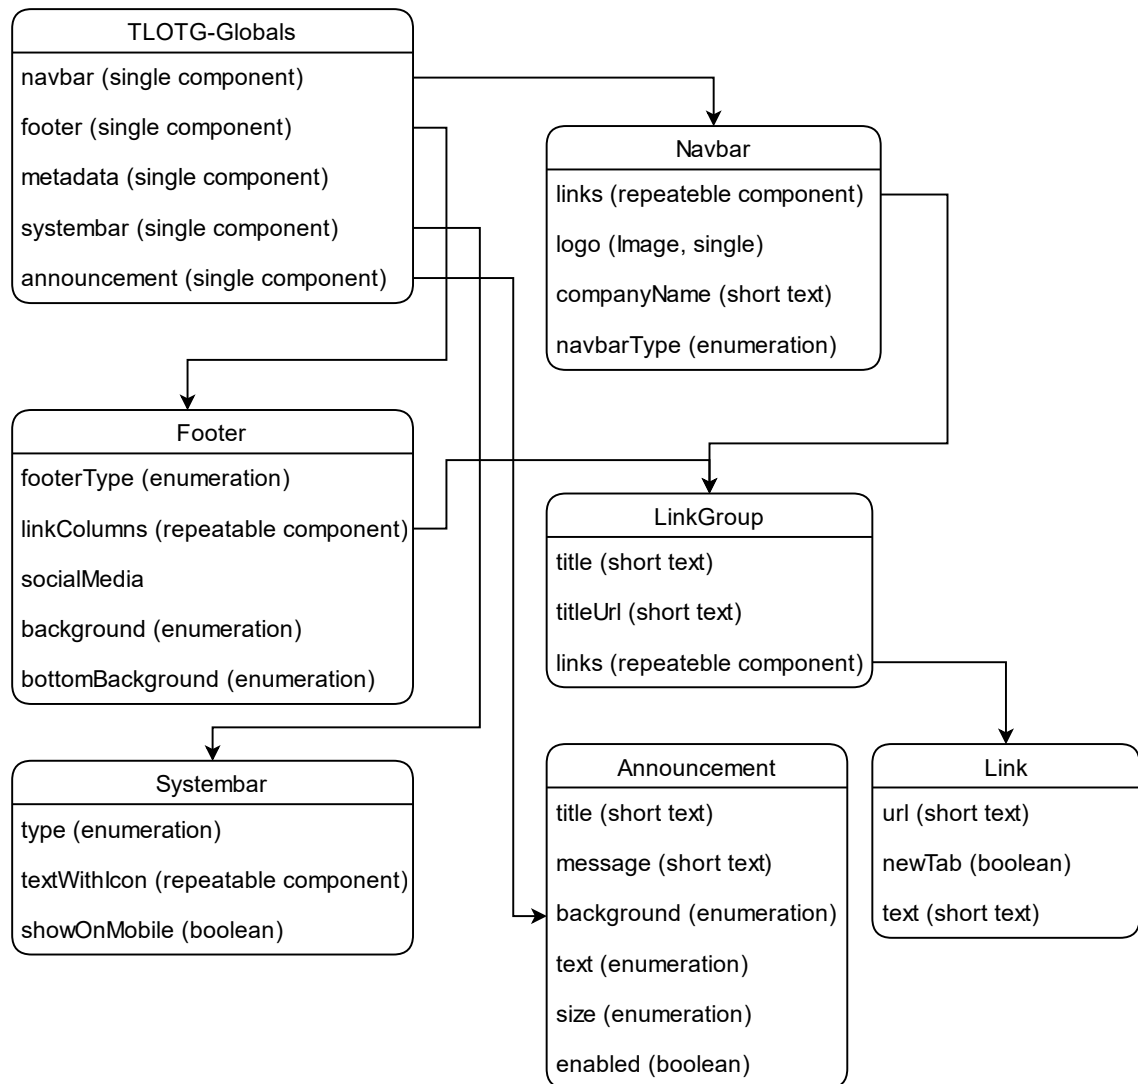 TLOTG-Globals
navbar (single component)
footer (single component)
metadata (single component)
systembar (single component)
announcement (single component)
Navbar
links (repeateble component)
logo (Image, single)
companyName (short text)
navbarType (enumeration)
Footer
footerType (enumeration)
linkColumns (repeatable component)
socialMedia
background (enumeration)
bottomBackground (enumeration)
LinkGroup
title (short text)
titleUrl (short text)
links (repeateble component)
Systembar
type (enumeration)
textWithIcon (repeatable component)
showOnMobile (boolean)
Announcement
title (short text)
message (short text)
background (enumeration)
text (enumeration)
size (enumeration)
enabled (boolean)
Link
url (short text)
newTab (boolean)
text (short text)